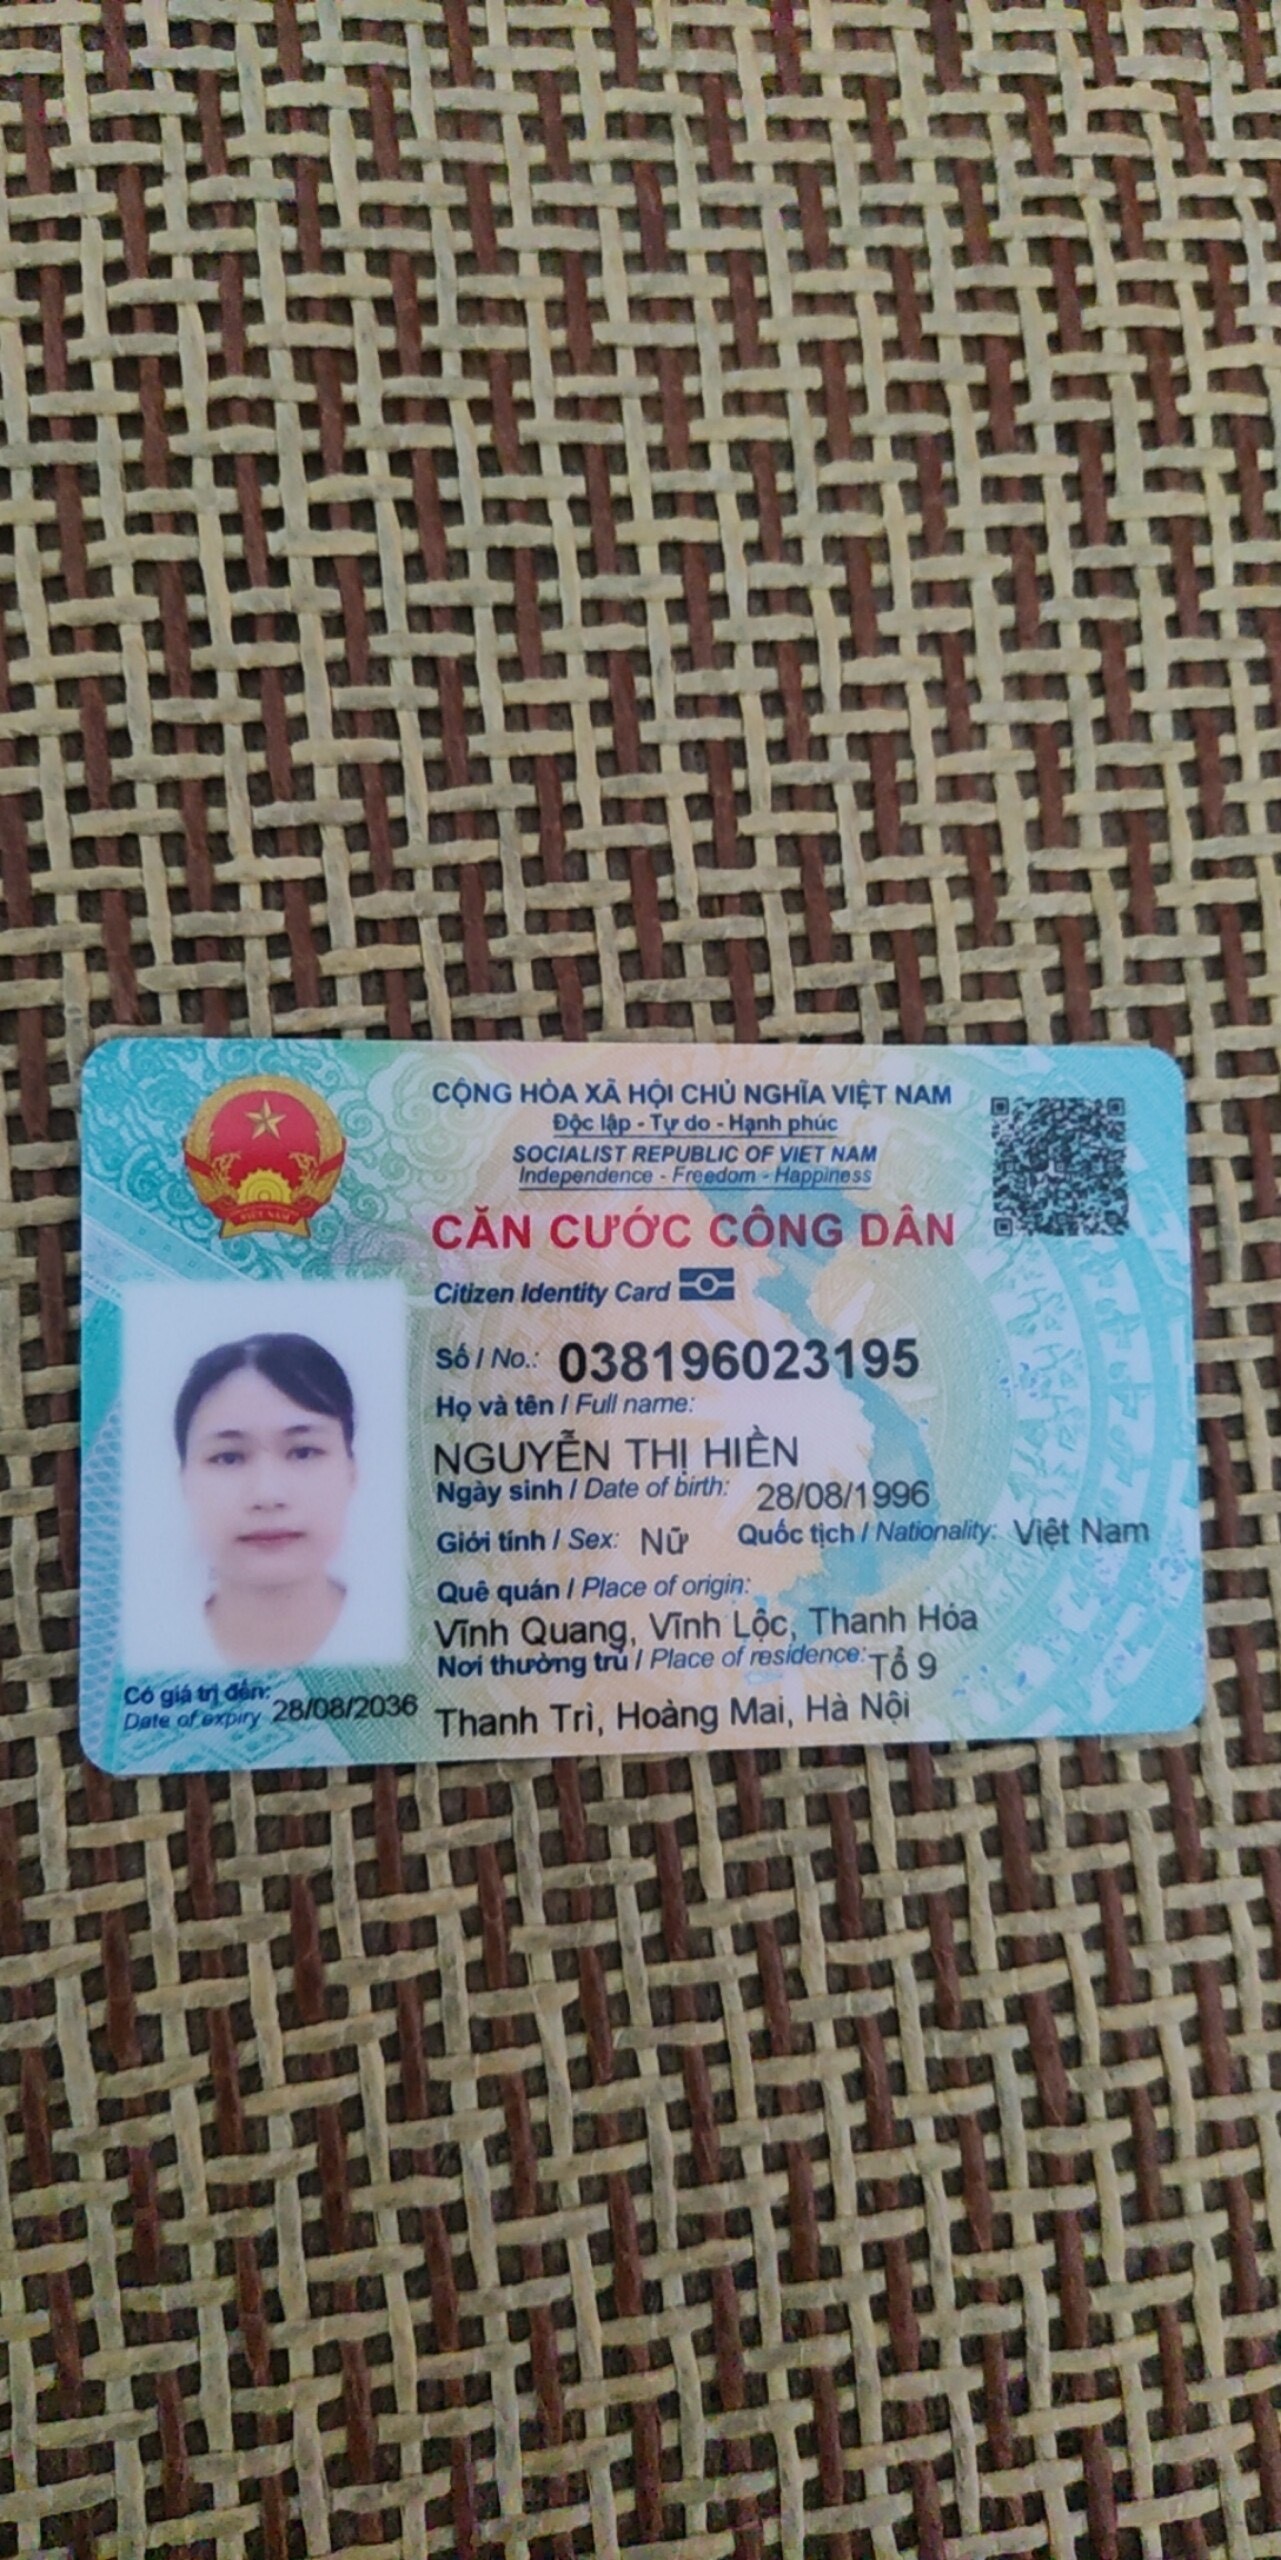 CỘNG HÒA XÃ HỘI CHỦ NGHĨA VIỆT NAM
Độc lập - Tự do - Hạnh phúc
SOCIALIST REPUBLIC OF VIET NAM
Independence - Freedom - Happiness
CĂN CƯỚC CÔNG DÂN
Citizen Identity Card
Số / No.: 038196023195
Họ và tên / Full name:
NGUYỄN THỊ HIỀN
Ngày sinh / Date of birth: 28/08/1996
Giới tính / Sex: Nữ Quốc tịch / Nationality: Việt Nam
Quê quán / Place of origin:
Vĩnh Quang, Vĩnh Lộc, Thanh Hóa
Nơi thường trú / Place of residence: Tổ 9
Thanh Trì, Hoàng Mai, Hà Nội
Có giá trị đến: 28/08/2036
Date of expiry
VIỆT NAM